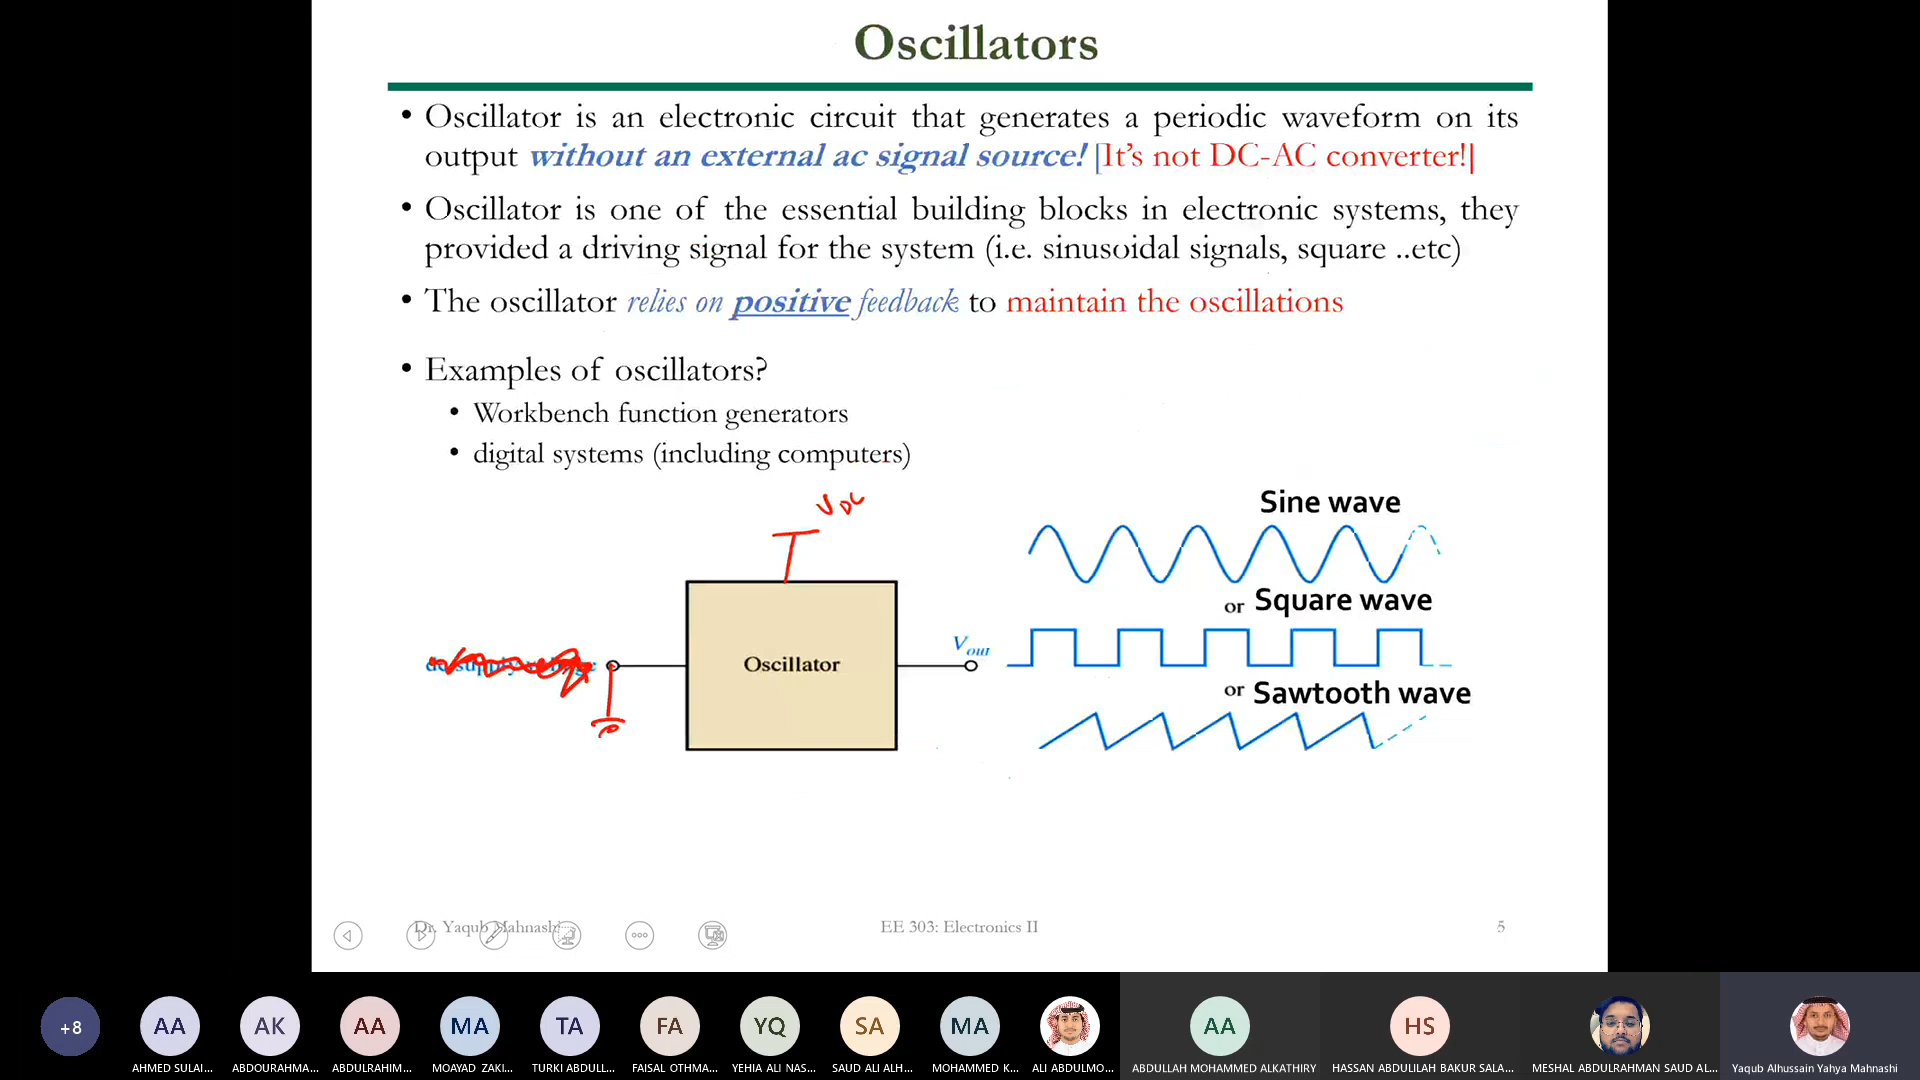 Oscillators
• Oscillator is an electronic circuit that generates a periodic waveform on its
output without an external ac signal source! [It's not DC-AC converter!]
• Oscillator is one of the essential building blocks in electronic systems, they
provided a driving signal for the system (i.e. sinusoidal signals, square ..etc)
• The oscillator relies on positive feedback to maintain the oscillations
• Examples of oscillators?
• Workbench function generators
• digital systems (including computers)
VDC
Sine wave
or Square wave
Oscillator
Vout
or Sawtooth wave
Dr. Yaqub Mahnashi
EE 303: Electronics II
5
+8
AA
AK
AA
MA
TA
FA
YQ
SA
MA
AA
HS
AHMED SULAI...
ABDOURAHMA...
ABDULRAHIM...
MOAYAD ZAKI...
TURKI ABDULL...
FAISAL OTHMA...
YEHIA ALI NAS...
SAUD ALI ALH...
MOHAMMED K...
ALI ABDULMO...
ABDULLAH MOHAMMED ALKATHIRY
HASSAN ABDULILAH BAKUR SALA...
MESHAL ABDULRAHMAN SAUD AL...
Yaqub Alhussain Yahya Mahnashi